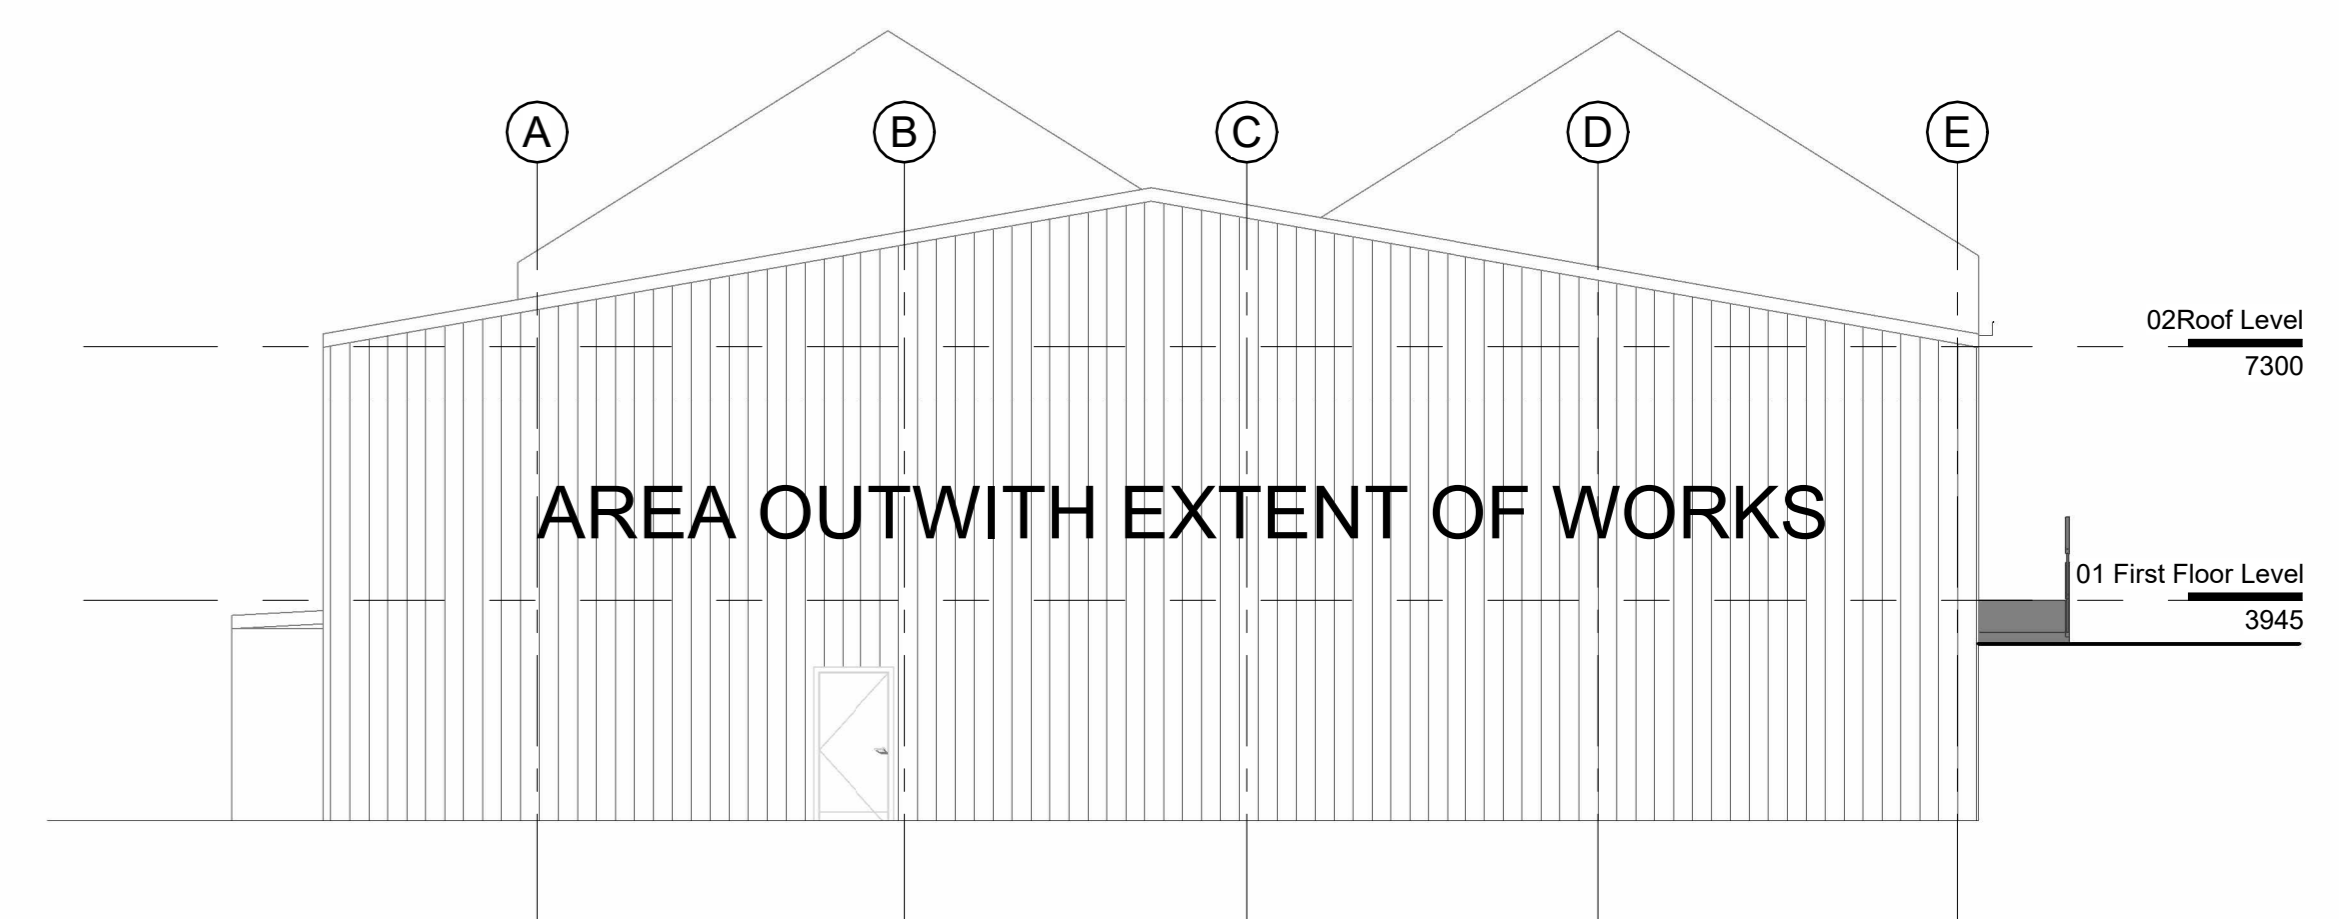 A B C D E
02Roof Level
7300
AREA OUTWITH EXTENT OF WORKS
01 First Floor Level
3945